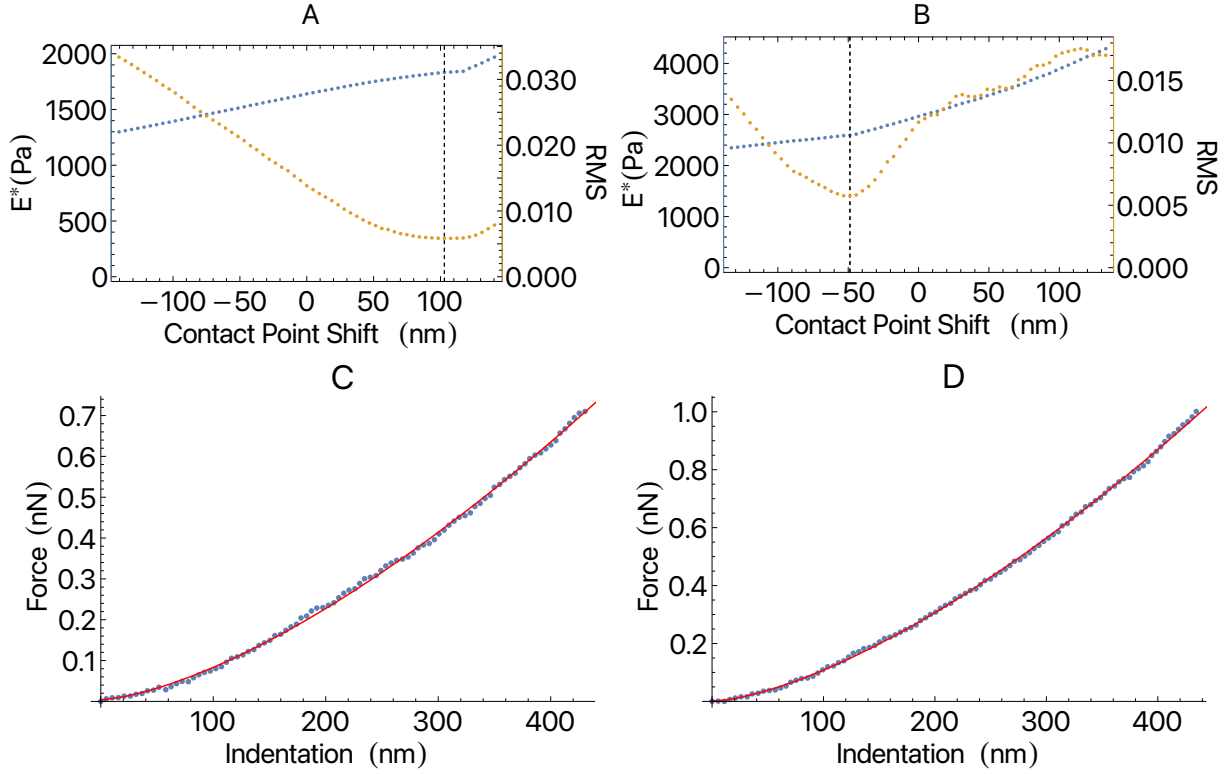 A
2000
1500
1000
500
0
E*(Pa)
0.030
0.020
0.010
0.000
RMS
−100 −50 0 50 100
Contact Point Shift (nm)
B
4000
3000
2000
1000
0
E*(Pa)
0.015
0.010
0.005
0.000
RMS
−100 −50 0 50 100
Contact Point Shift (nm)
C
0.7
0.6
0.5
0.4
0.3
0.2
0.1
Force (nN)
100 200 300 400
Indentation (nm)
D
1.0
0.8
0.6
0.4
0.2
Force (nN)
100 200 300 400
Indentation (nm)